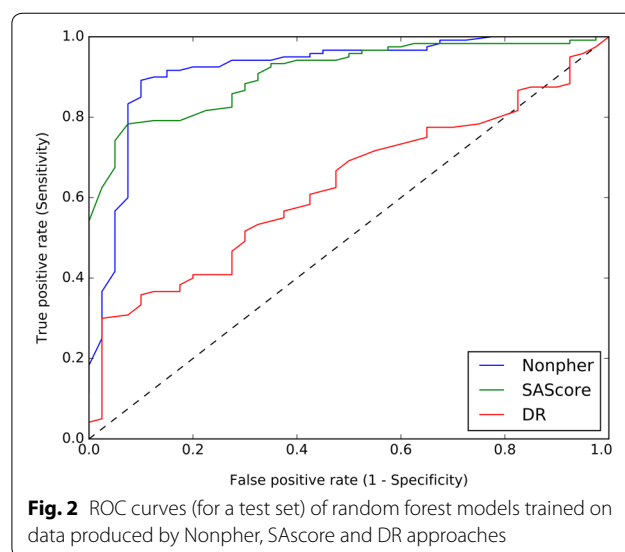 1.0
0.8
0.6
0.4
0.2
0.0
True positive rate (Sensitivity)
Nonpher
SAScore
DR
0.0 0.2 0.4 0.6 0.8 1.0
False positive rate (1 - Specificity)
Fig. 2 ROC curves (for a test set) of random forest models trained on
data produced by Nonpher, SAscore and DR approaches